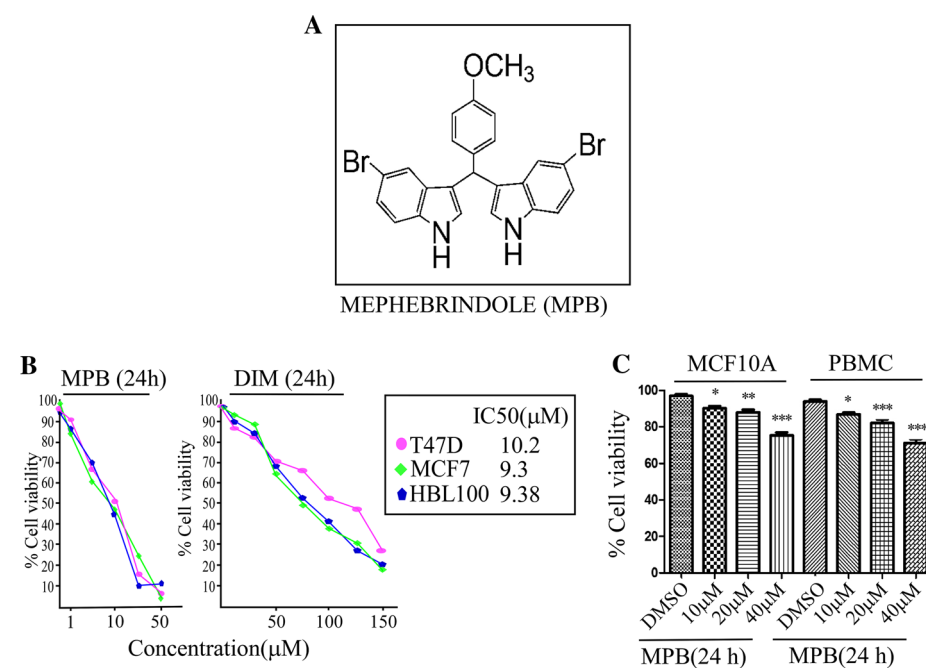 A
OCH3
Br
Br
N
H
N
H
MEPHEBRINDOLE (MPB)
B
MPB (24h)
DIM (24h)
% Cell viability
100
90
80
70
60
50
40
30
20
10
1 10 50
% Cell viability
100
90
80
70
60
50
40
30
20
10
50 100 150
Concentration(μM)
IC50(μM)
T47D 10.2
MCF7 9.3
HBL100 9.38
C
MCF10A PBMC
% Cell viability
100
80
60
40
20
0
* ** *** * *** ***
DMSO 10μM 20μM 40μM DMSO 10μM 20μM 40μM
MPB(24 h) MPB(24 h)